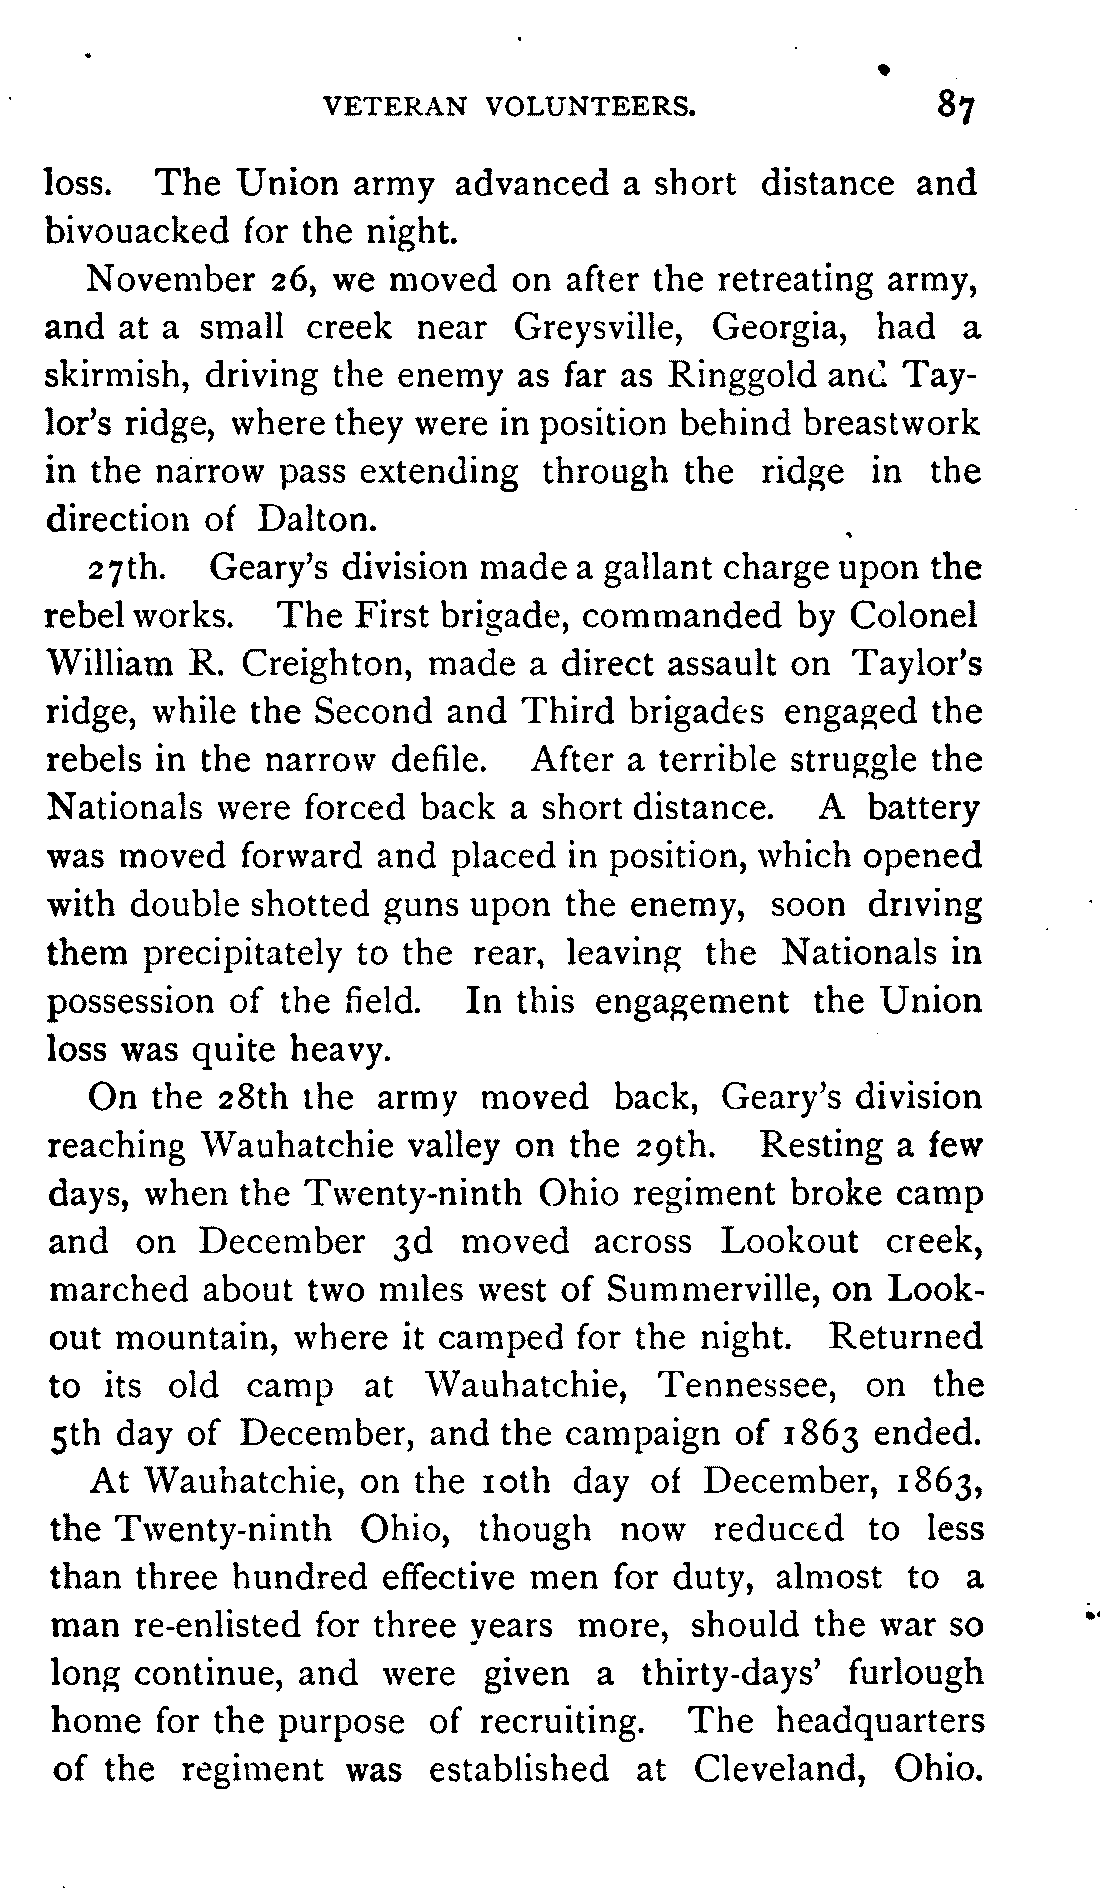 VETERAN VOLUNTEERS. 87
loss. The Union army advanced a short distance and
bivouacked for the night.
November 26, we moved on after the retreating army,
and at a small creek near Greysville, Georgia, had a
skirmish, driving the enemy as far as Ringgold and Tay-
lor's ridge, where they were in position behind breastwork
in the narrow pass extending through the ridge in the
direction of Dalton.
27th. Geary's division made a gallant charge upon the
rebel works. The First brigade, commanded by Colonel
William R. Creighton, made a direct assault on Taylor's
ridge, while the Second and Third brigades engaged the
rebels in the narrow defile. After a terrible struggle the
Nationals were forced back a short distance. A battery
was moved forward and placed in position, which opened
with double shotted guns upon the enemy, soon driving
them precipitately to the rear, leaving the Nationals in
possession of the field. In this engagement the Union
loss was quite heavy.
On the 28th the army moved back, Geary's division
reaching Wauhatchie valley on the 29th. Resting a few
days, when the Twenty-ninth Ohio regiment broke camp
and on December 3d moved across Lookout creek,
marched about two miles west of Summerville, on Look-
out mountain, where it camped for the night. Returned
to its old camp at Wauhatchie, Tennessee, on the
5th day of December, and the campaign of 1863 ended.
At Wauhatchie, on the 10th day of December, 1863,
the Twenty-ninth Ohio, though now reduced to less
than three hundred effective men for duty, almost to a
man re-enlisted for three years more, should the war so
long continue, and were given a thirty-days' furlough
home for the purpose of recruiting. The headquarters
of the regiment was established at Cleveland, Ohio.